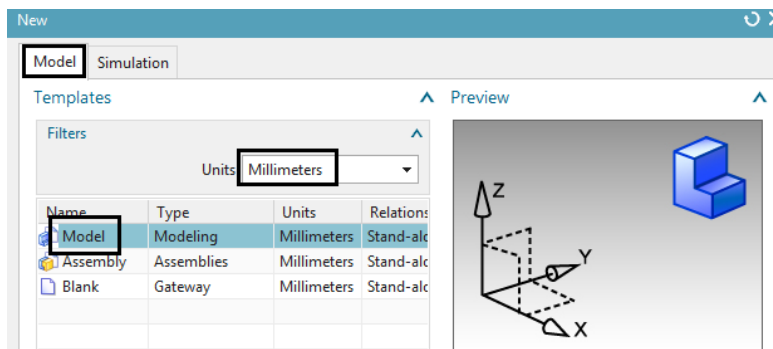 New
Model Simulation
Templates
Preview
Filters
Units Millimeters
Name Type Units Relations
Model Modeling Millimeters Stand-alo
Assembly Assemblies Millimeters Stand-alo
Blank Gateway Millimeters Stand-alo
Z
Y
X